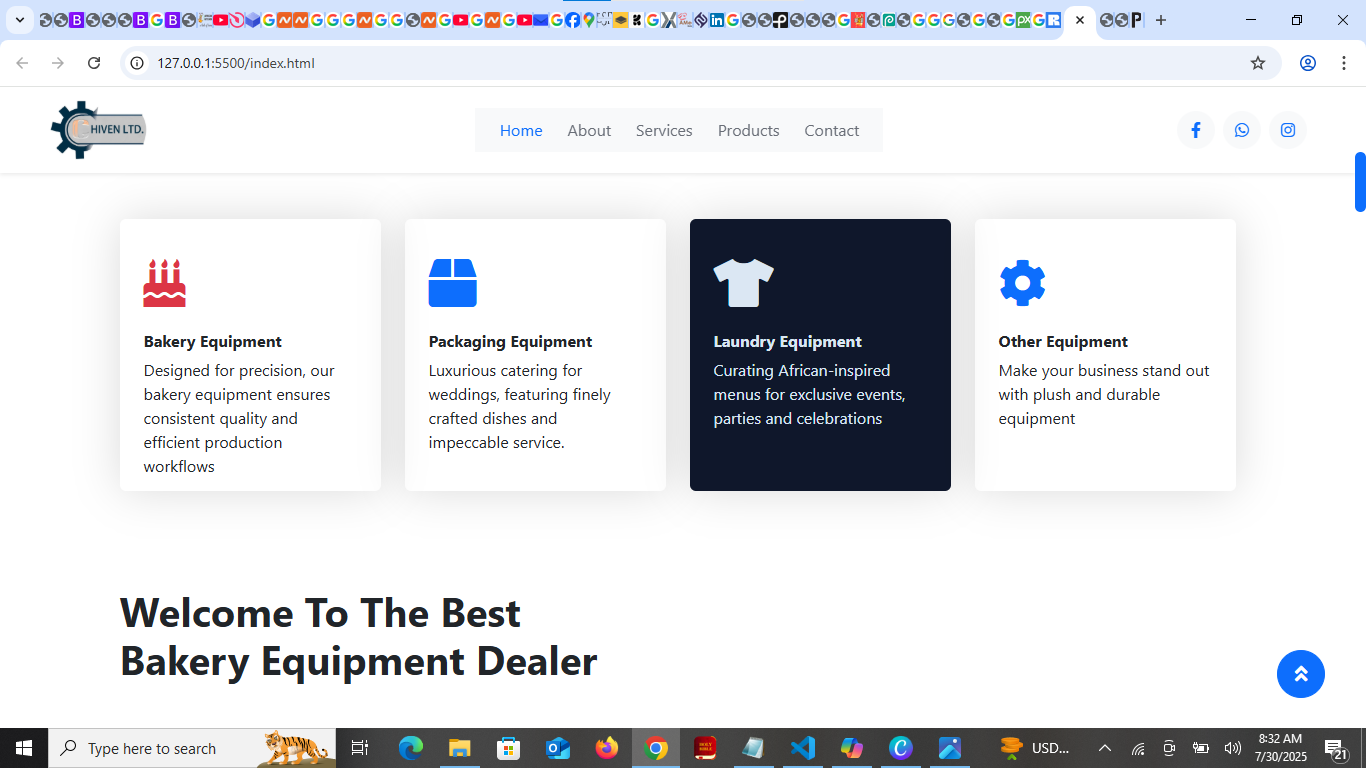 127.0.0.1:5500/index.html
HIVEN LTD.
Home About Services Products Contact
Bakery Equipment
Designed for precision, our
bakery equipment ensures
consistent quality and
efficient production
workflows
Packaging Equipment
Luxurious catering for
weddings, featuring finely
crafted dishes and
impeccable service.
Laundry Equipment
Curating African-inspired
menus for exclusive events,
parties and celebrations
Other Equipment
Make your business stand out
with plush and durable
equipment
Welcome To The Best
Bakery Equipment Dealer
Type here to search
USD...
8:32 AM
7/30/2025
21